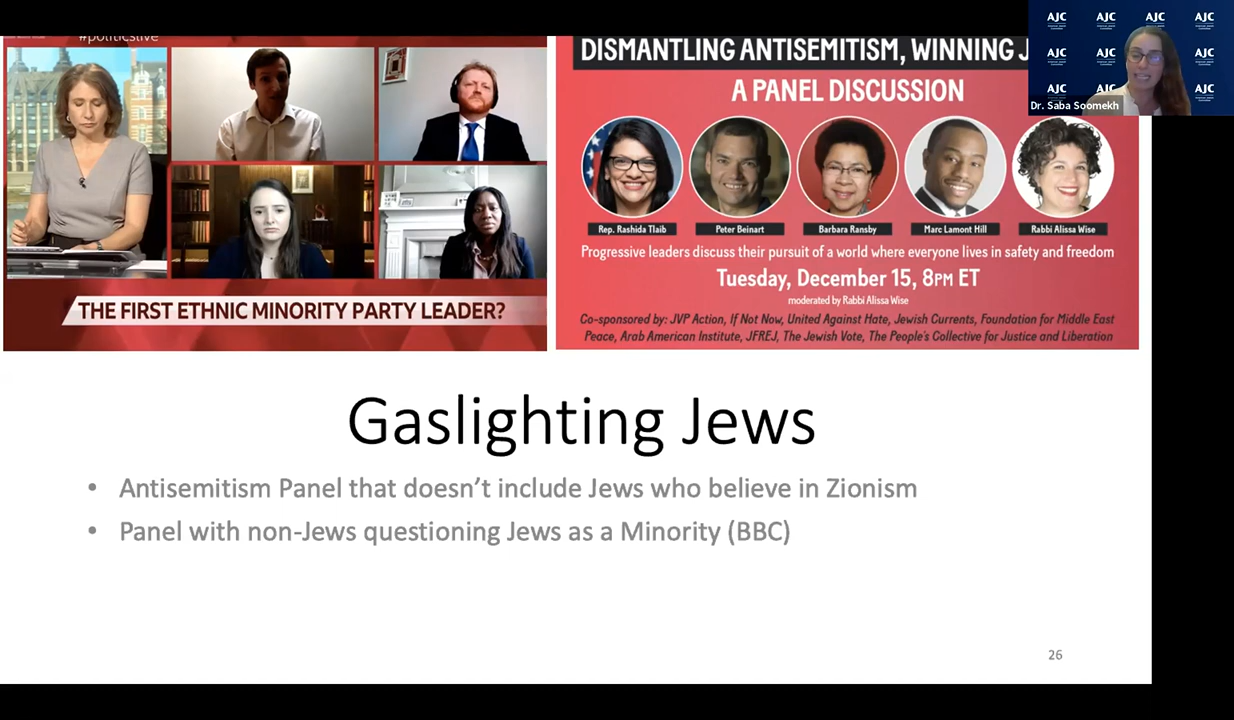 #politicslive
THE FIRST ETHNIC MINORITY PARTY LEADER?
DISMANTLING ANTISEMITISM, WINNING J
A PANEL DISCUSSION
Rep. Rashida Tlaib
Peter Beinart
Barbara Ransby
Marc Lamont Hill
Rabbi Alissa Wise
Progressive leaders discuss their pursuit of a world where everyone lives in safety and freedom
Tuesday, December 15, 8PM ET
moderated by Rabbi Alissa Wise
Co-sponsored by: JVP Action, If Not Now, United Against Hate, Jewish Currents, Foundation for Middle East
Peace, Arab American Institute, JFREJ, The Jewish Vote, The People's Collective for Justice and Liberation
AJC AJC AJC AJC
AJC AJC AJC
AJC AJC AJC
Dr. Saba Soomekh
Gaslighting Jews
• Antisemitism Panel that doesn't include Jews who believe in Zionism
• Panel with non-Jews questioning Jews as a Minority (BBC)
26